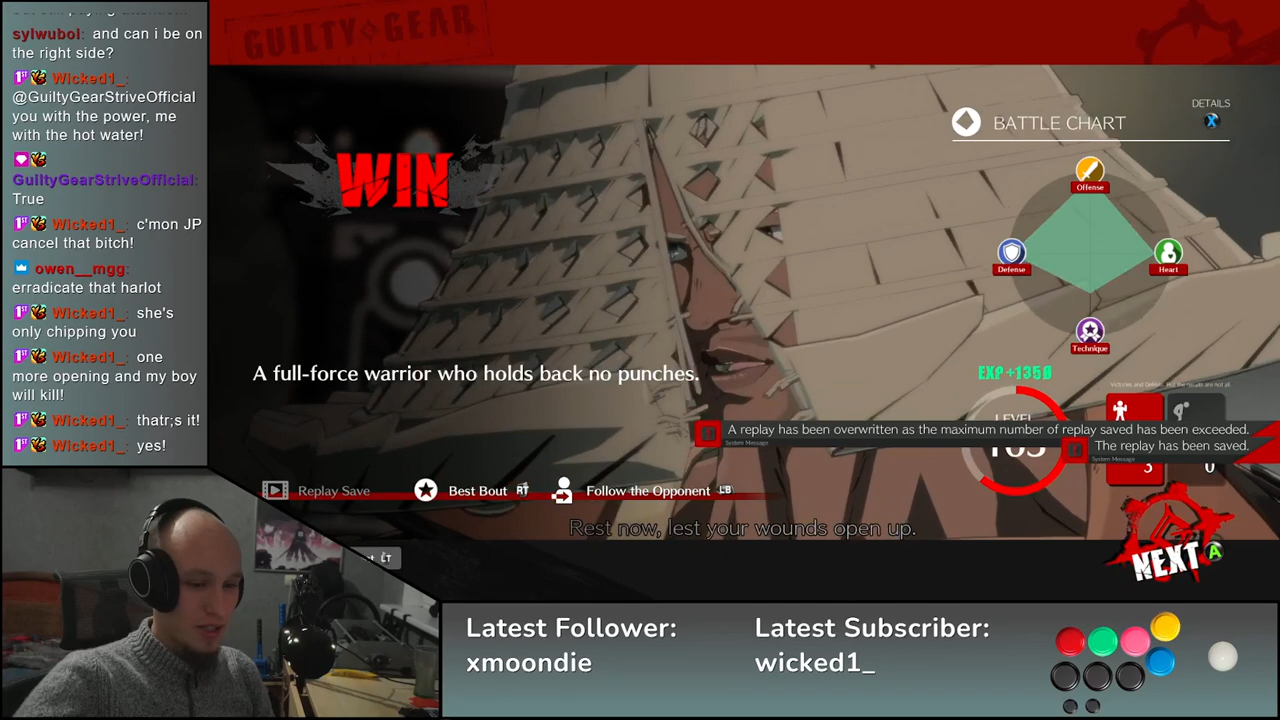 sylwubol: and can i be on
the right side?
Wicked1_:
@GuiltyGearStriveOfficial
you with the power, me
with the hot water!
GuiltyGearStriveOfficial:
True
Wicked1_: c'mon JP
cancel that bitch!
owen__mgg:
erradicate that harlot
Wicked1_: she's
only chipping you
Wicked1_: one
more opening and my boy
will kill!
Wicked1_: thatr;s it!
Wicked1_: yes!
GUILTY GEAR
WIN
DETAILS
X
BATTLE CHART
Offense
Defense
Heart
Technique
A full-force warrior who holds back no punches.
EXP +1350
LEVEL
A replay has been overwritten as the maximum number of replay saved has been exceeded.
System Message
The replay has been saved.
System Message
3 0
Replay Save Best Bout RT Follow the Opponent LB
Rest now, lest your wounds open up.
LT
NEXT A
Latest Follower:
xmoondie
Latest Subscriber:
wicked1_